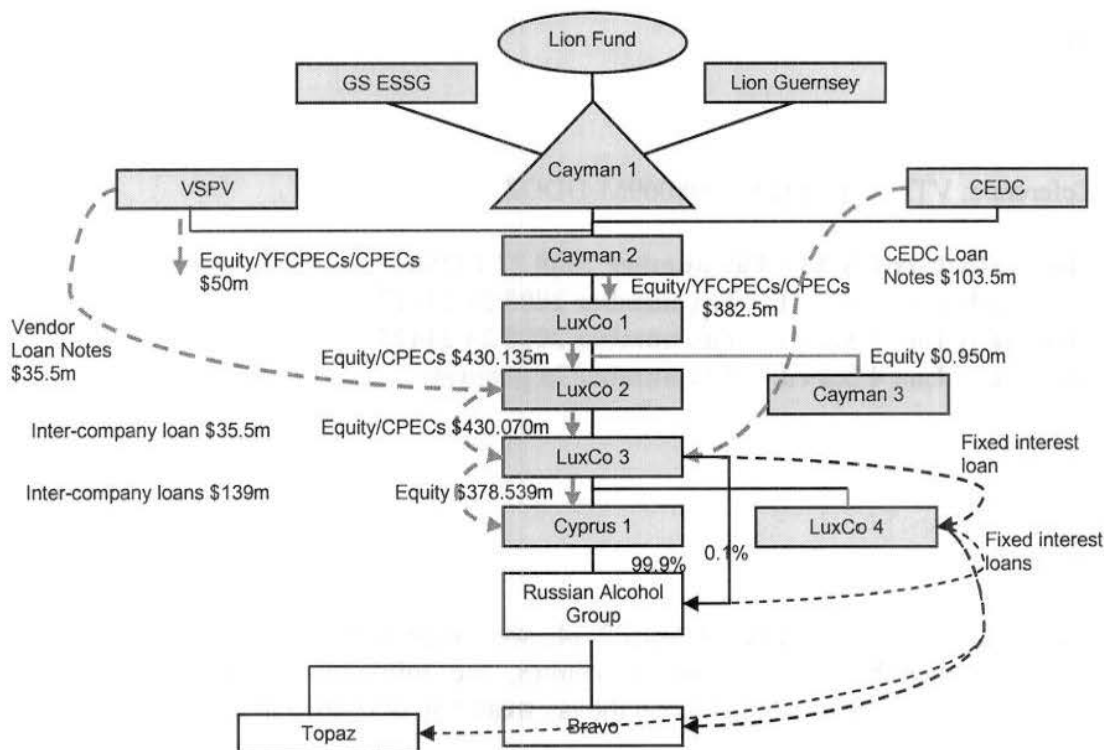 Lion Fund
GS ESSG
Lion Guernsey
Cayman 1
VSPV
CEDC
Equity/YFCPECs/CPECs
$50m
Cayman 2
CEDC Loan
Notes $103.5m
Equity/YFCPECs/CPECs
$382.5m
LuxCo 1
Vendor
Loan Notes
$35.5m
Equity/CPECs $430.135m
Equity $0.950m
LuxCo 2
Cayman 3
Inter-company loan $35.5m
Equity/CPECs $430.070m
LuxCo 3
Fixed interest
loan
Inter-company loans $139m
Equity $378.539m
Cyprus 1
LuxCo 4
Fixed interest
loans
99.9%
0.1%
Russian Alcohol
Group
Topaz
Bravo